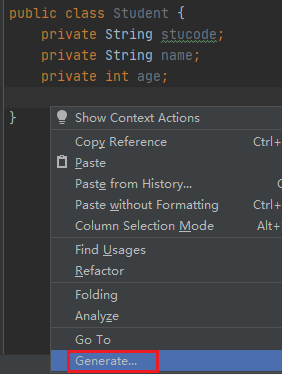 public class Student {
private String stucode;
private String name;
private int age;
}
Show Context Actions
Copy Reference Ctrl+
Paste
Paste from History...
Paste without Formatting Ctrl+
Column Selection Mode Alt+
Find Usages
Refactor
Folding
Analyze
Go To
Generate...